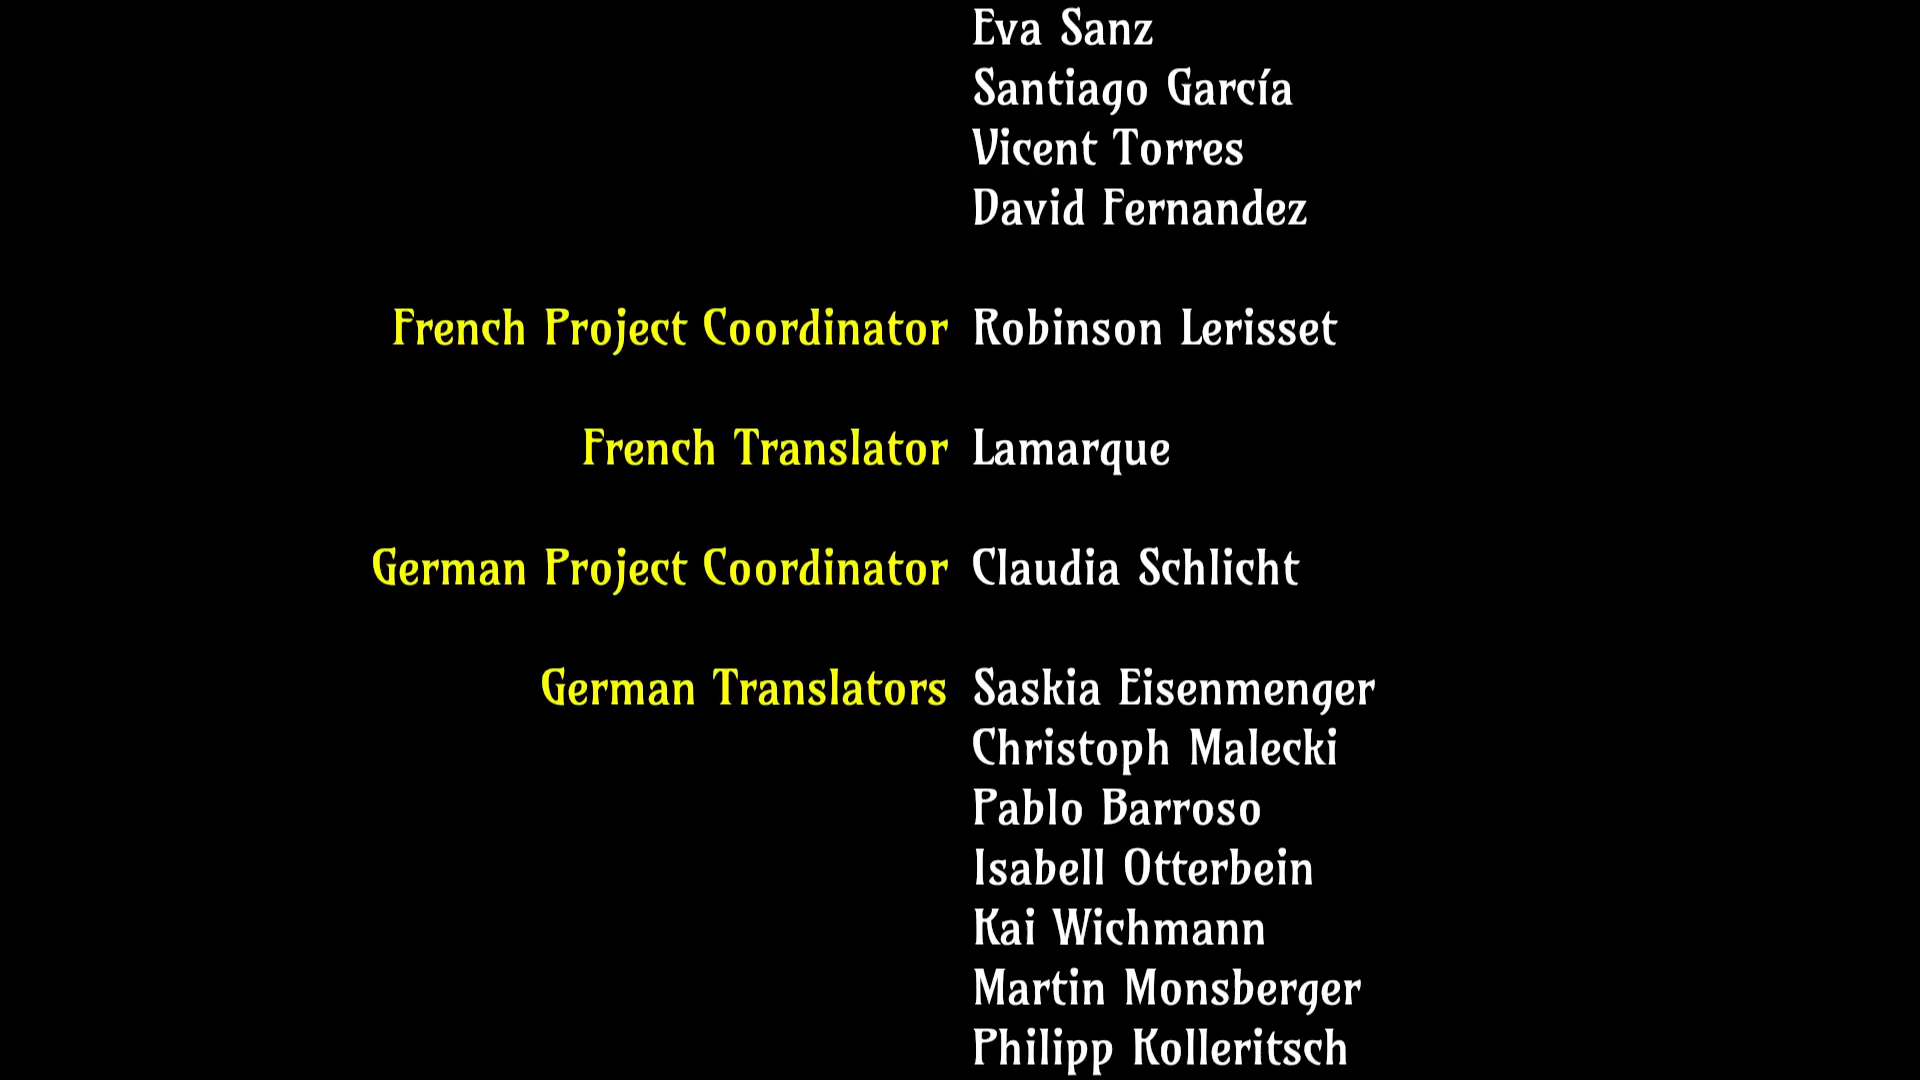 Eva Sanz
Santiago García
Vicent Torres
David Fernandez
French Project Coordinator Robinson Lerisset
French Translator Lamarque
German Project Coordinator Claudia Schlicht
German Translators Saskia Eisenmenger
Christoph Malecki
Pablo Barroso
Isabell Otterbein
Kai Wichmann
Martin Monsberger
Philipp Kolleritsch